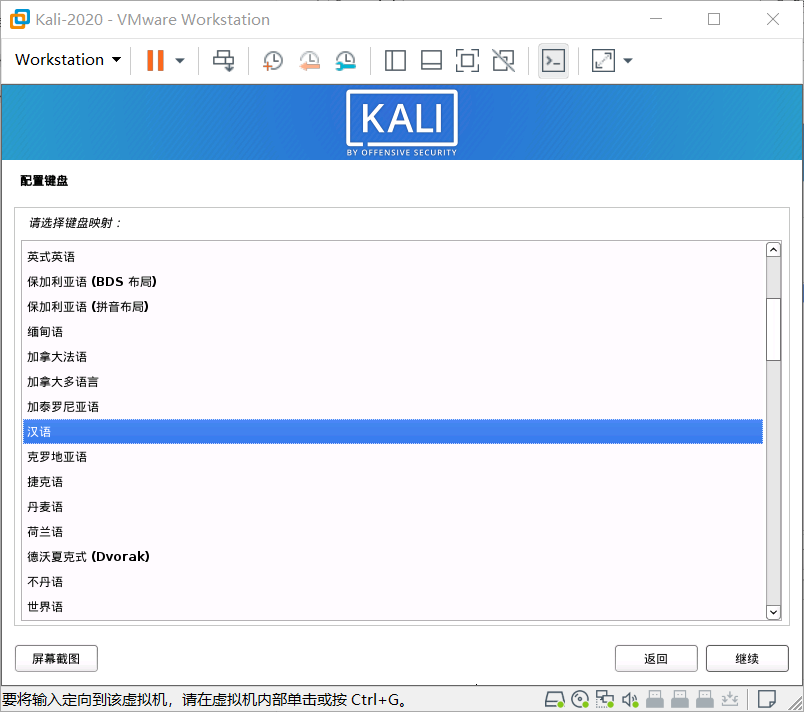 Kali-2020 - VMware Workstation
Workstation
KALI
BY OFFENSIVE SECURITY
配置键盘
请选择键盘映射：
英式英语
保加利亚语 (BDS 布局)
保加利亚语 (拼音布局)
缅甸语
加拿大法语
加拿大多语言
加泰罗尼亚语
汉语
克罗地亚语
捷克语
丹麦语
荷兰语
德沃夏克式 (Dvorak)
不丹语
世界语
屏幕截图
返回
继续
要将输入定向到该虚拟机，请在虚拟机内部单击或按 Ctrl+G。